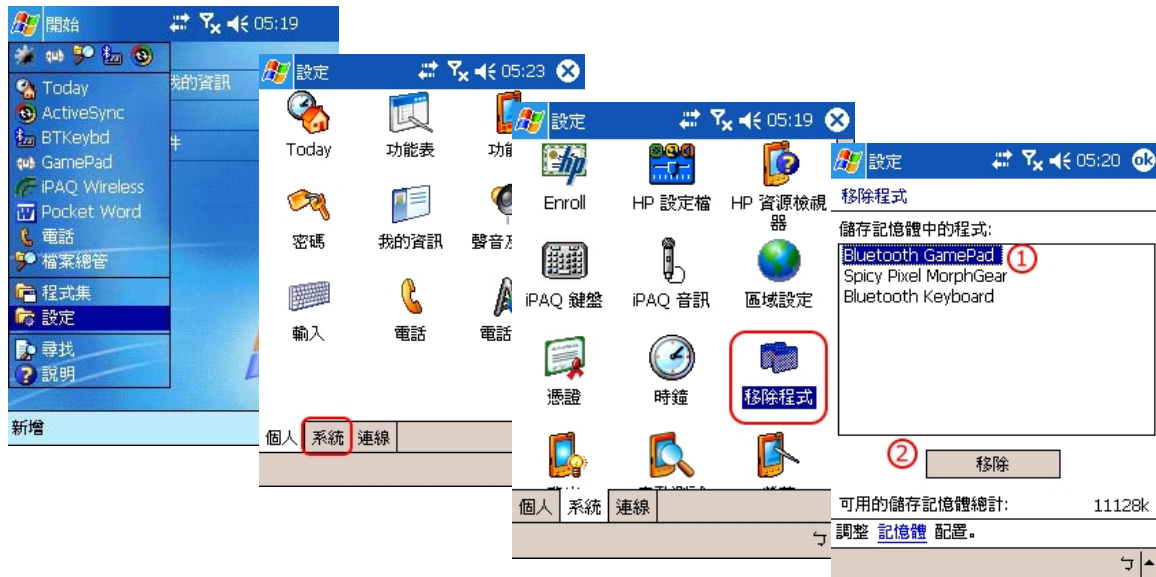 開始
05:19
我的資訊
Today
ActiveSync
BTKeybd
件
GamePad
iPAQ Wireless
Pocket Word
電話
檔案總管
程式集
設定
尋找
說明
新增
設定
05:23
Today
功能表
密碼
我的資訊
輸入
電話
個人
系統
連線
設定
05:19
hp
Enroll
HP 設定檔
HP 資源檢視器
iPAQ 鍵盤
iPAQ 音訊
區域設定
憑證
時鐘
移除程式
個人
系統
連線
ㄅ
設定
05:20
ok
移除程式
儲存記憶體中的程式:
Bluetooth GamePad
①
Spicy Pixel MorphGear
Bluetooth Keyboard
②
移除
可用的儲存記憶體總計: 11128k
調整 記憶體 配置。
ㄅ